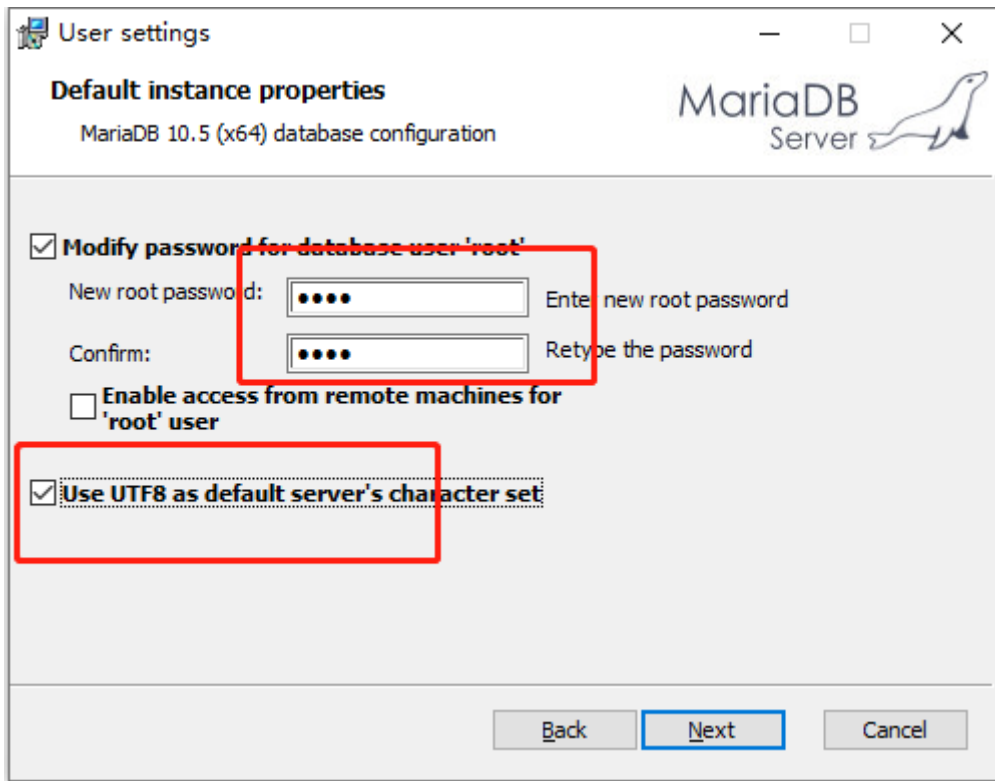 User settings
Default instance properties
MariaDB 10.5 (x64) database configuration
MariaDB
Server
Modify password for database user 'root'
New root password: •••• Enter new root password
Confirm: •••• Retype the password
Enable access from remote machines for
'root' user
Use UTF8 as default server's character set
Back Next Cancel